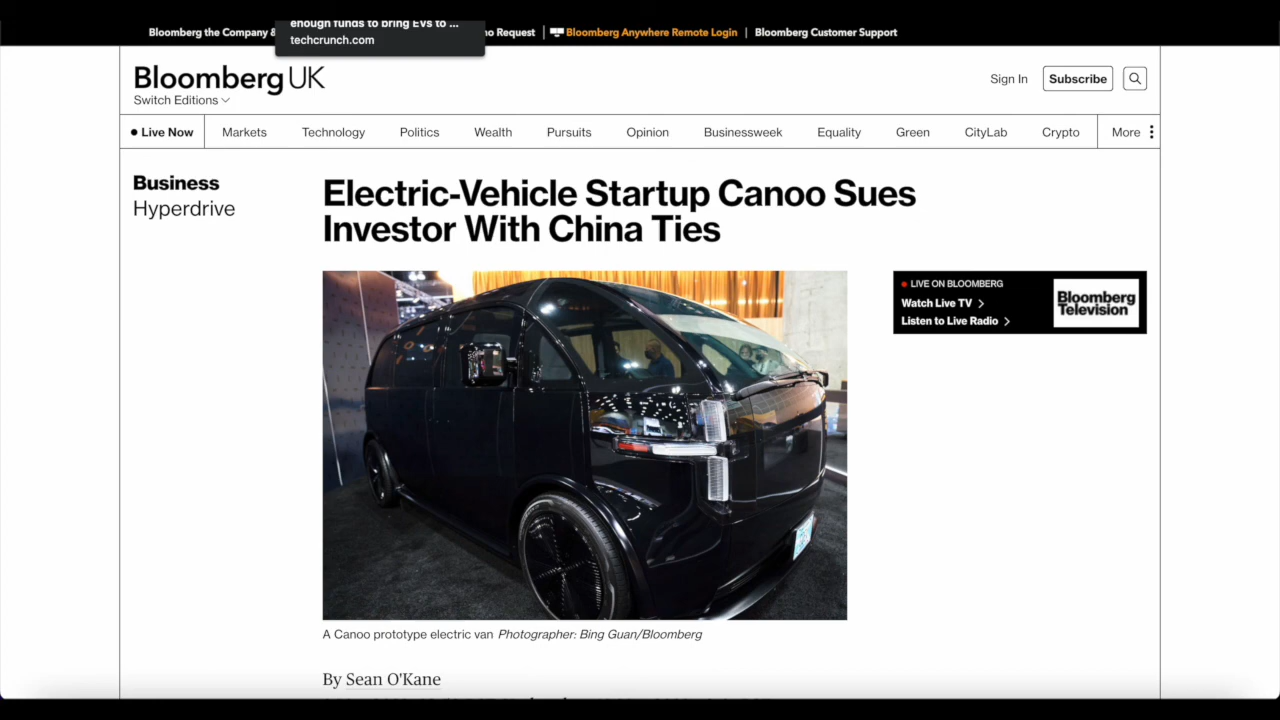 enough funds to bring EVs to ...
techcrunch.com
Bloomberg the Company &
no Request
Bloomberg Anywhere Remote Login
Bloomberg Customer Support
Bloomberg UK
Switch Editions
Sign In
Subscribe
Live Now
Markets
Technology
Politics
Wealth
Pursuits
Opinion
Businessweek
Equality
Green
CityLab
Crypto
More
Business
Hyperdrive
Electric-Vehicle Startup Canoo Sues
Investor With China Ties
LIVE ON BLOOMBERG
Watch Live TV
Listen to Live Radio
Bloomberg
Television
A Canoo prototype electric van Photographer: Bing Guan/Bloomberg
By Sean O'Kane